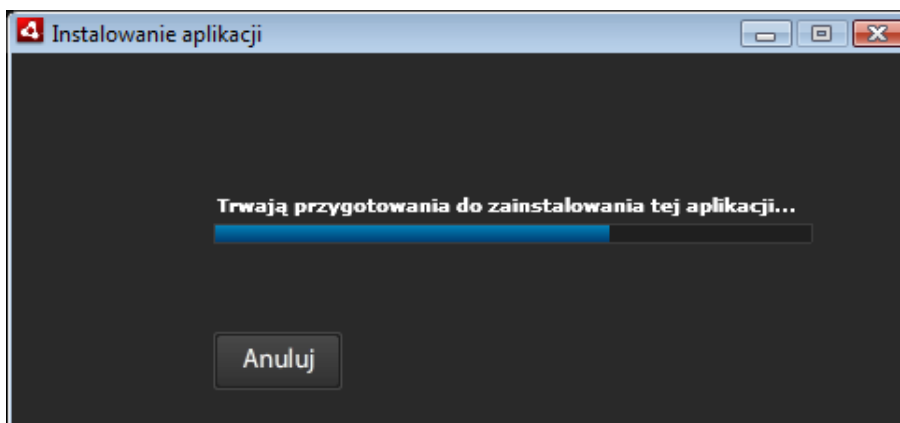 Instalowanie aplikacji
Trwają przygotowania do zainstalowania tej aplikacji...
Anuluj